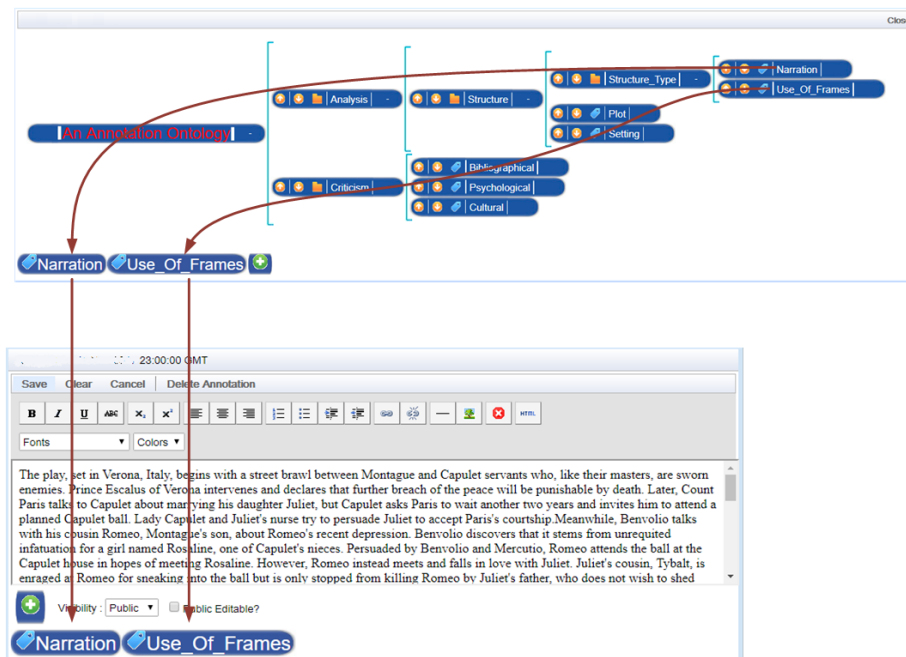 Clos
Narration
Structure_Type -
Use_Of_Frames
Analysis -
Structure -
Plot
An Annotation Ontology -
Setting
Bibliographical
Criticism
Psychological
Cultural
Narration Use_Of_Frames
23:00:00 GMT
Save Clear Cancel Delete Annotation
B I U ABC X₂ X² HTML
Fonts Colors
The play, set in Verona, Italy, begins with a street brawl between Montague and Capulet servants who, like their masters, are sworn
enemies. Prince Escalus of Verona intervenes and declares that further breach of the peace will be punishable by death. Later, Count
Paris talks to Capulet about marrying his daughter Juliet, but Capulet asks Paris to wait another two years and invites him to attend a
planned Capulet ball. Lady Capulet and Juliet's nurse try to persuade Juliet to accept Paris's courtship.Meanwhile, Benvolio talks
with his cousin Romeo, Montague's son, about Romeo's recent depression. Benvolio discovers that it stems from unrequited
infatuation for a girl named Rosaline, one of Capulet's nieces. Persuaded by Benvolio and Mercutio, Romeo attends the ball at the
Capulet house in hopes of meeting Rosaline. However, Romeo instead meets and falls in love with Juliet. Juliet's cousin, Tybalt, is
enraged at Romeo for sneaking into the ball but is only stopped from killing Romeo by Juliet's father, who does not wish to shed
Visibility : Public Public Editable?
Narration Use_Of_Frames